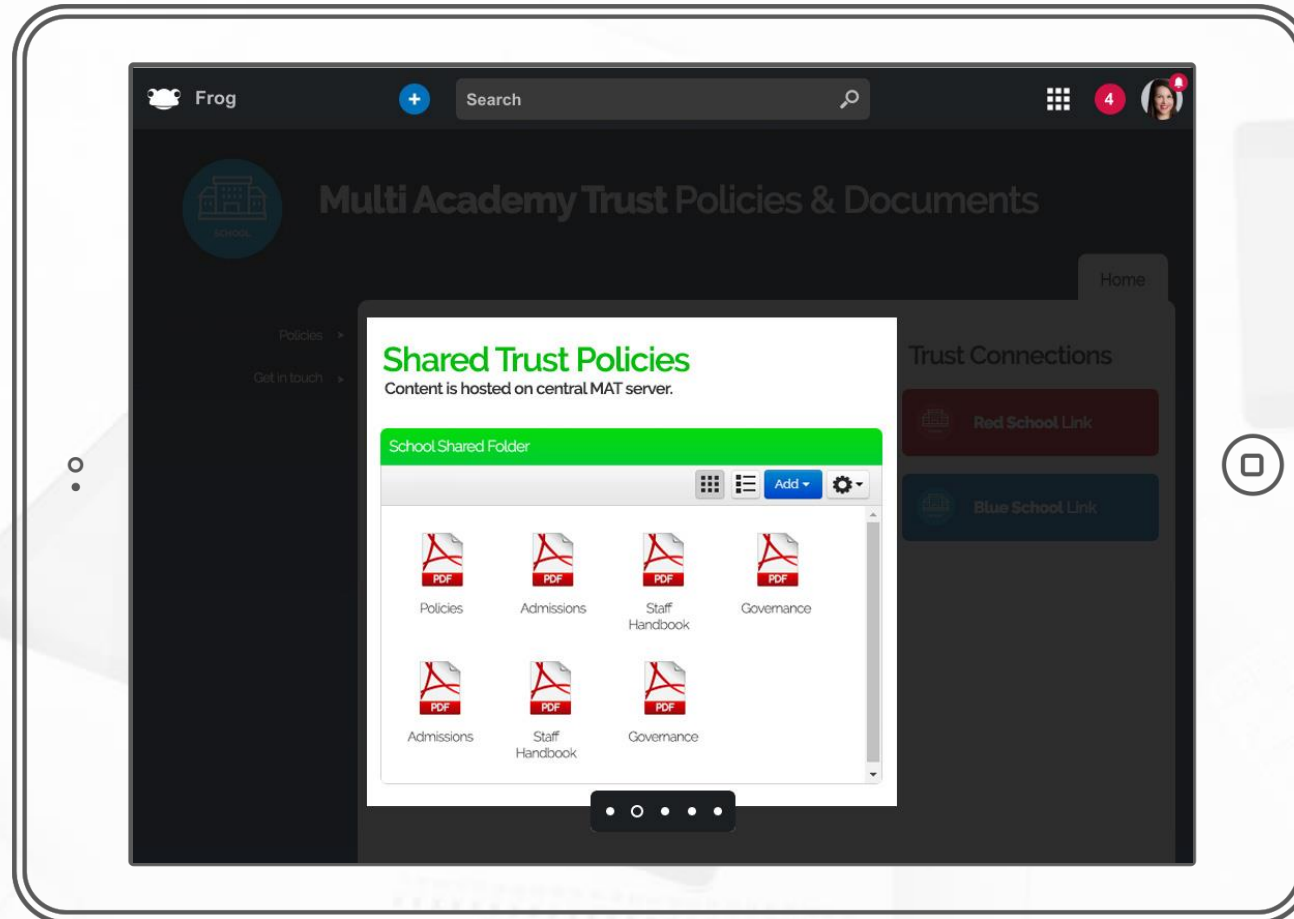 Frog
+
Search
4
SCHOOL
Multi Academy Trust Policies & Documents
Home
Policies
Get in touch
Shared Trust Policies
Content is hosted on central MAT server.
School Shared Folder
Add
PDF
PDF
PDF
PDF
Policies
Admissions
Staff
Handbook
Governance
PDF
PDF
PDF
Admissions
Staff
Handbook
Governance
Trust Connections
Red School Link
Blue School Link